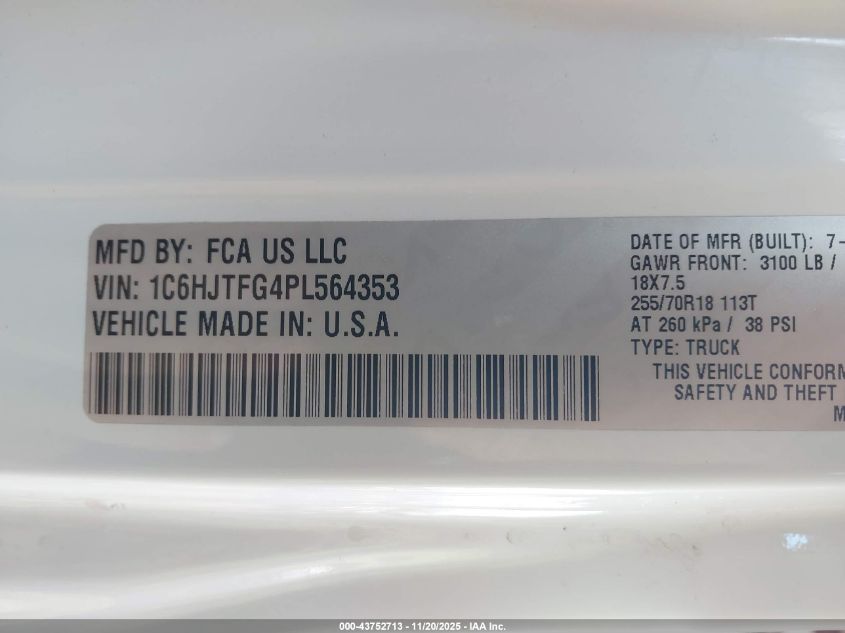 MFD BY: FCA US LLC
VIN: 1C6HJTFG4PL564353
VEHICLE MADE IN: U.S.A.
DATE OF MFR (BUILT): 7-
GAWR FRONT: 3100 LB /
18X7.5
255/70R18 113T
AT 260 kPa / 38 PSI
TYPE: TRUCK
THIS VEHICLE CONFORM
SAFETY AND THEFT
M
000-43752713 - 11/20/2025 - IAA Inc.